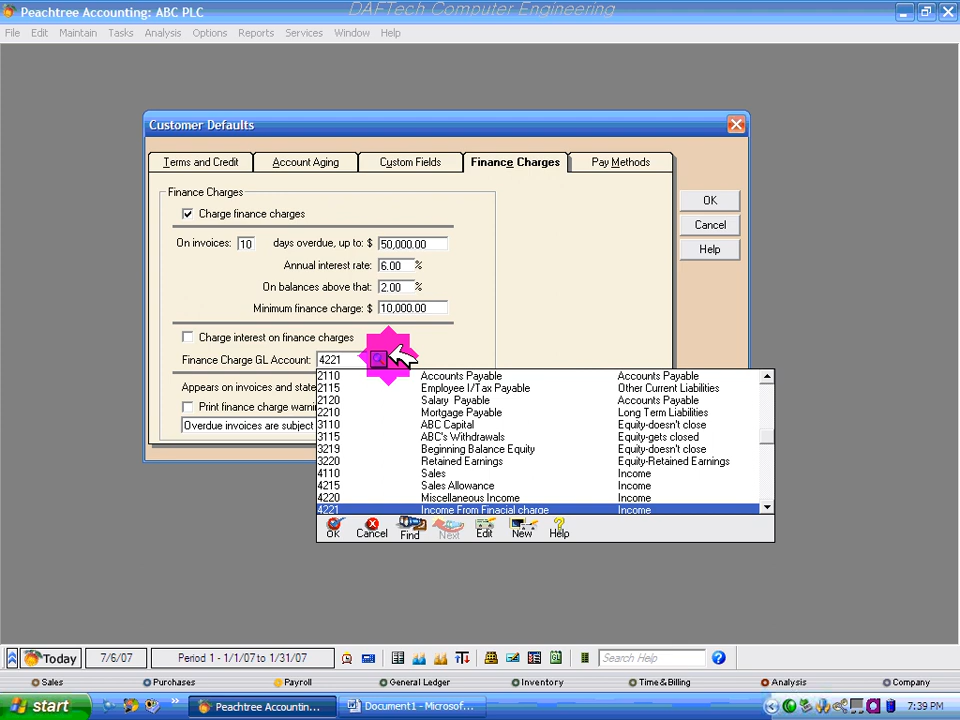 Peachtree Accounting: ABC PLC
DAFTech Computer Engineering
File Edit Maintain Tasks Analysis Options Reports Services Window Help
Customer Defaults
Terms and Credit Account Aging Custom Fields Finance Charges Pay Methods
Finance Charges
Charge finance charges
On invoices: 10 days overdue, up to: $ 50,000.00
Annual interest rate: 6.00 %
On balances above that: 2.00 %
Minimum finance charge: $ 10,000.00
Charge interest on finance charges
Finance Charge GL Account: 4221
Appears on invoices and state
Print finance charge warni
Overdue invoices are subject
OK
Cancel
Help
2110 Accounts Payable Accounts Payable
2115 Employee I/Tax Payable Other Current Liabilities
2120 Salary Payable Accounts Payable
2210 Mortgage Payable Long Term Liabilities
3110 ABC Capital Equity-doesn't close
3115 ABC's Withdrawals Equity-gets closed
3219 Beginning Balance Equity Equity-doesn't close
3220 Retained Earnings Equity-Retained Earnings
4110 Sales Income
4215 Sales Allowance Income
4220 Miscellaneous Income Income
4221 Income From Finacial charge Income
OK Cancel Find Next Edit New Help
Today 7/6/07 Period 1 - 1/1/07 to 1/31/07 Search Help
Sales Purchases Payroll General Ledger Inventory Time & Billing Analysis Company
start Peachtree Accountin... Document1 - Microsof... 7:39 PM